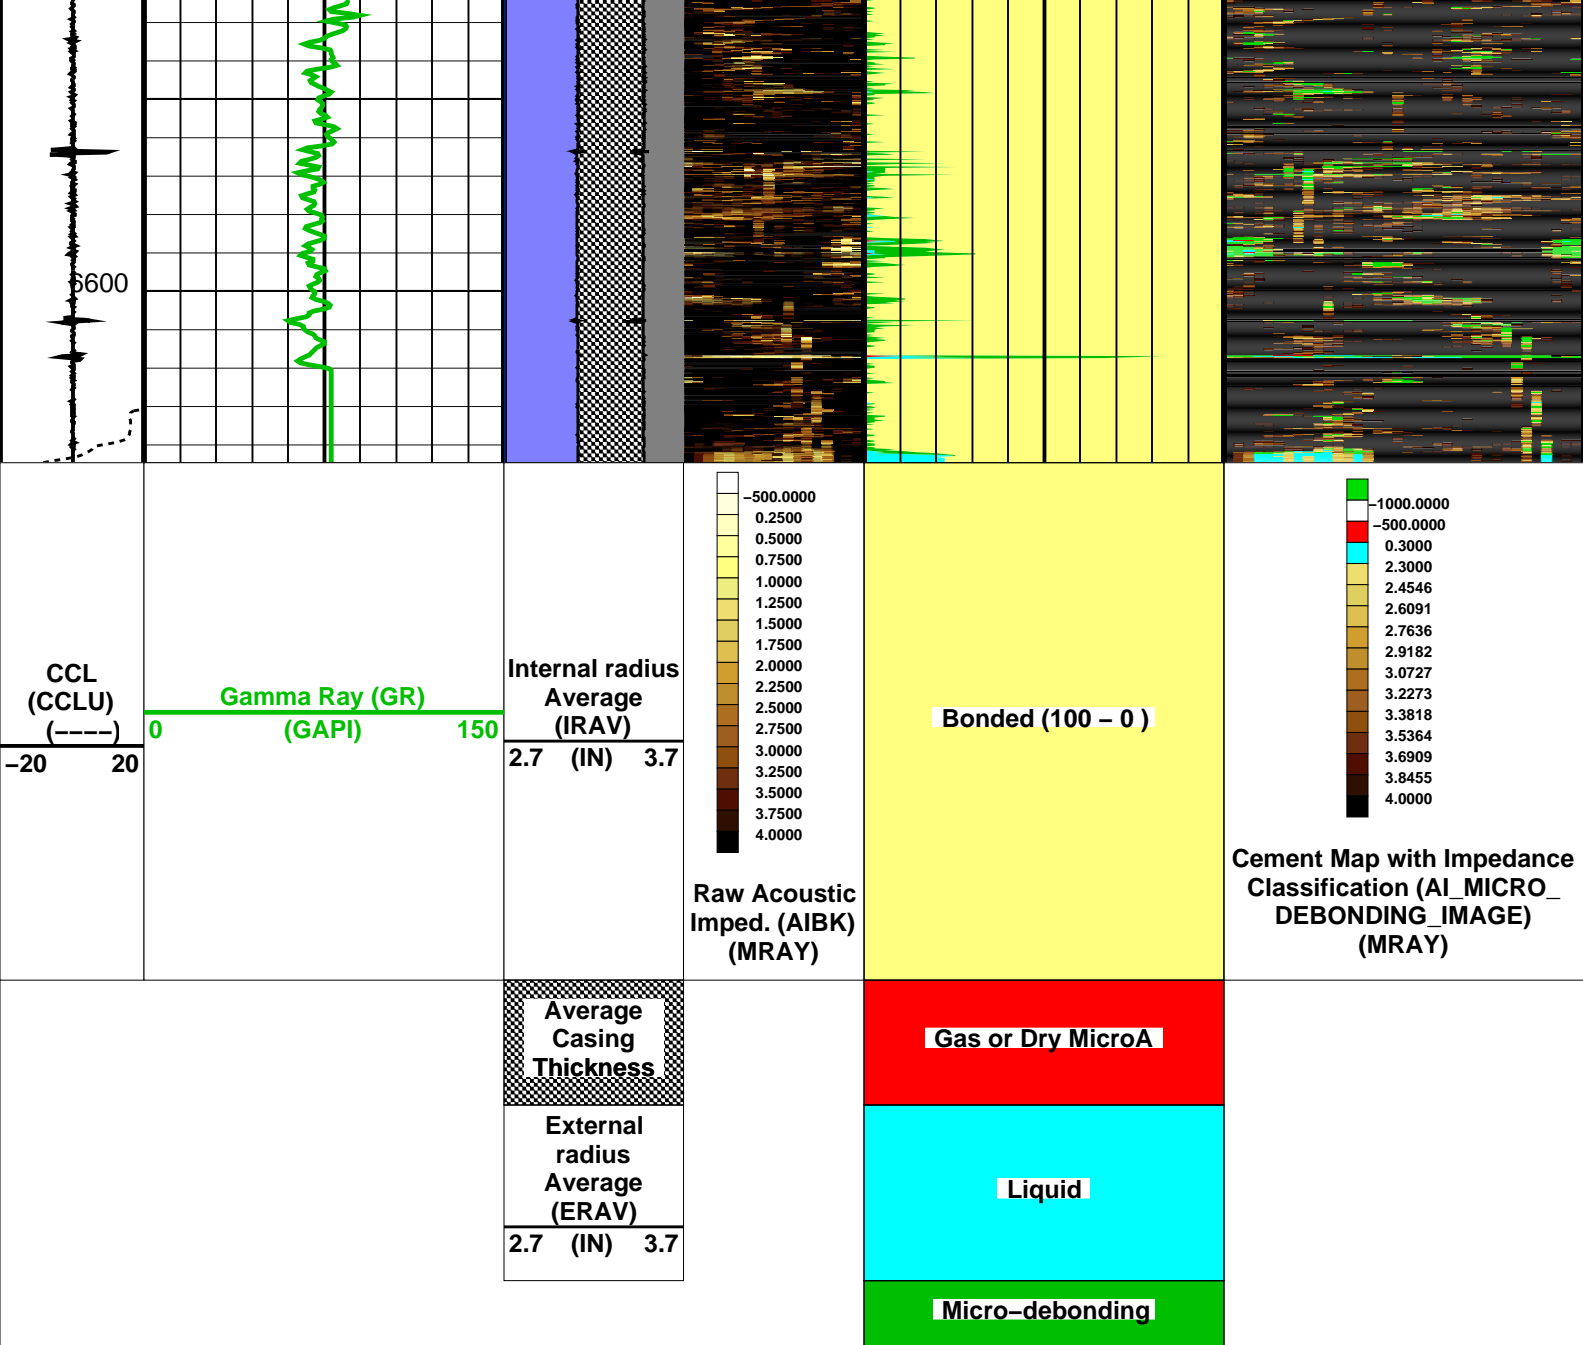 6600
CCL
(CCLU)
(----)
-20 20
Gamma Ray (GR)
0 (GAPI) 150
Internal radius
Average
(IRAV)
2.7 (IN) 3.7
-500.0000
0.2500
0.5000
0.7500
1.0000
1.2500
1.5000
1.7500
2.0000
2.2500
2.5000
2.7500
3.0000
3.2500
3.5000
3.7500
4.0000
Raw Acoustic
Imped. (AIBK)
(MRAY)
Bonded (100 - 0 )
-1000.0000
-500.0000
0.3000
2.3000
2.4546
2.6091
2.7636
2.9182
3.0727
3.2273
3.3818
3.5364
3.6909
3.8455
4.0000
Cement Map with Impedance
Classification (AI_MICRO_
DEBONDING_IMAGE)
(MRAY)
Average
Casing
Thickness
External
radius
Average
(ERAV)
2.7 (IN) 3.7
Gas or Dry MicroA
Liquid
Micro-debonding